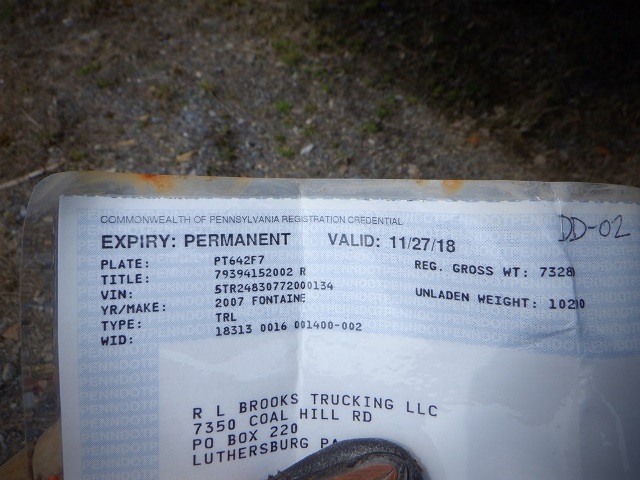 COMMONWEALTH OF PENNSYLVANIA REGISTRATION CREDENTIAL
DD-02
EXPIRY: PERMANENT VALID: 11/27/18
PLATE: PT642F7 REG. GROSS WT: 7328
TITLE: 79394152002 R
VIN: 5TR24830772000134 UNLADEN WEIGHT: 1020
YR/MAKE: 2007 FONTAINE
TYPE: TRL
WID: 18313 0016 001400-002
R L BROOKS TRUCKING LLC
7350 COAL HILL RD
PO BOX 220
LUTHERSBURG PA